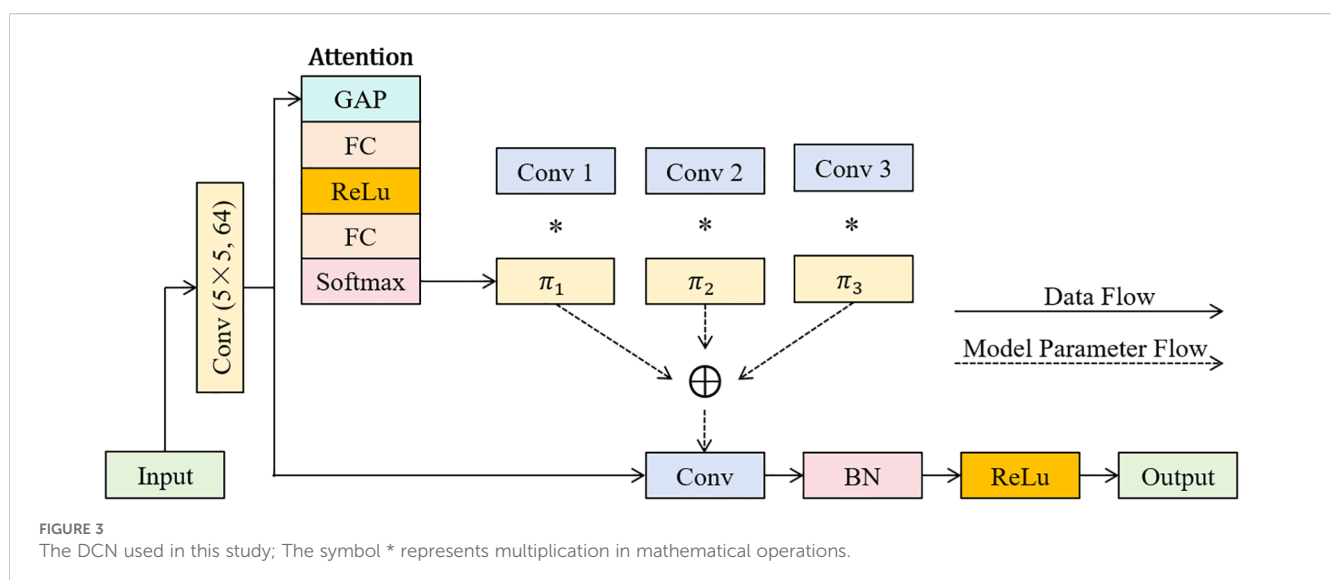 Attention
GAP
FC
ReLu
FC
Softmax
Conv (5×5, 64)
Input
Conv 1
Conv 2
Conv 3
*
*
*
π₁
π₂
π₃
Data Flow
Model Parameter Flow
Conv
BN
ReLu
Output
FIGURE 3
The DCN used in this study; The symbol * represents multiplication in mathematical operations.